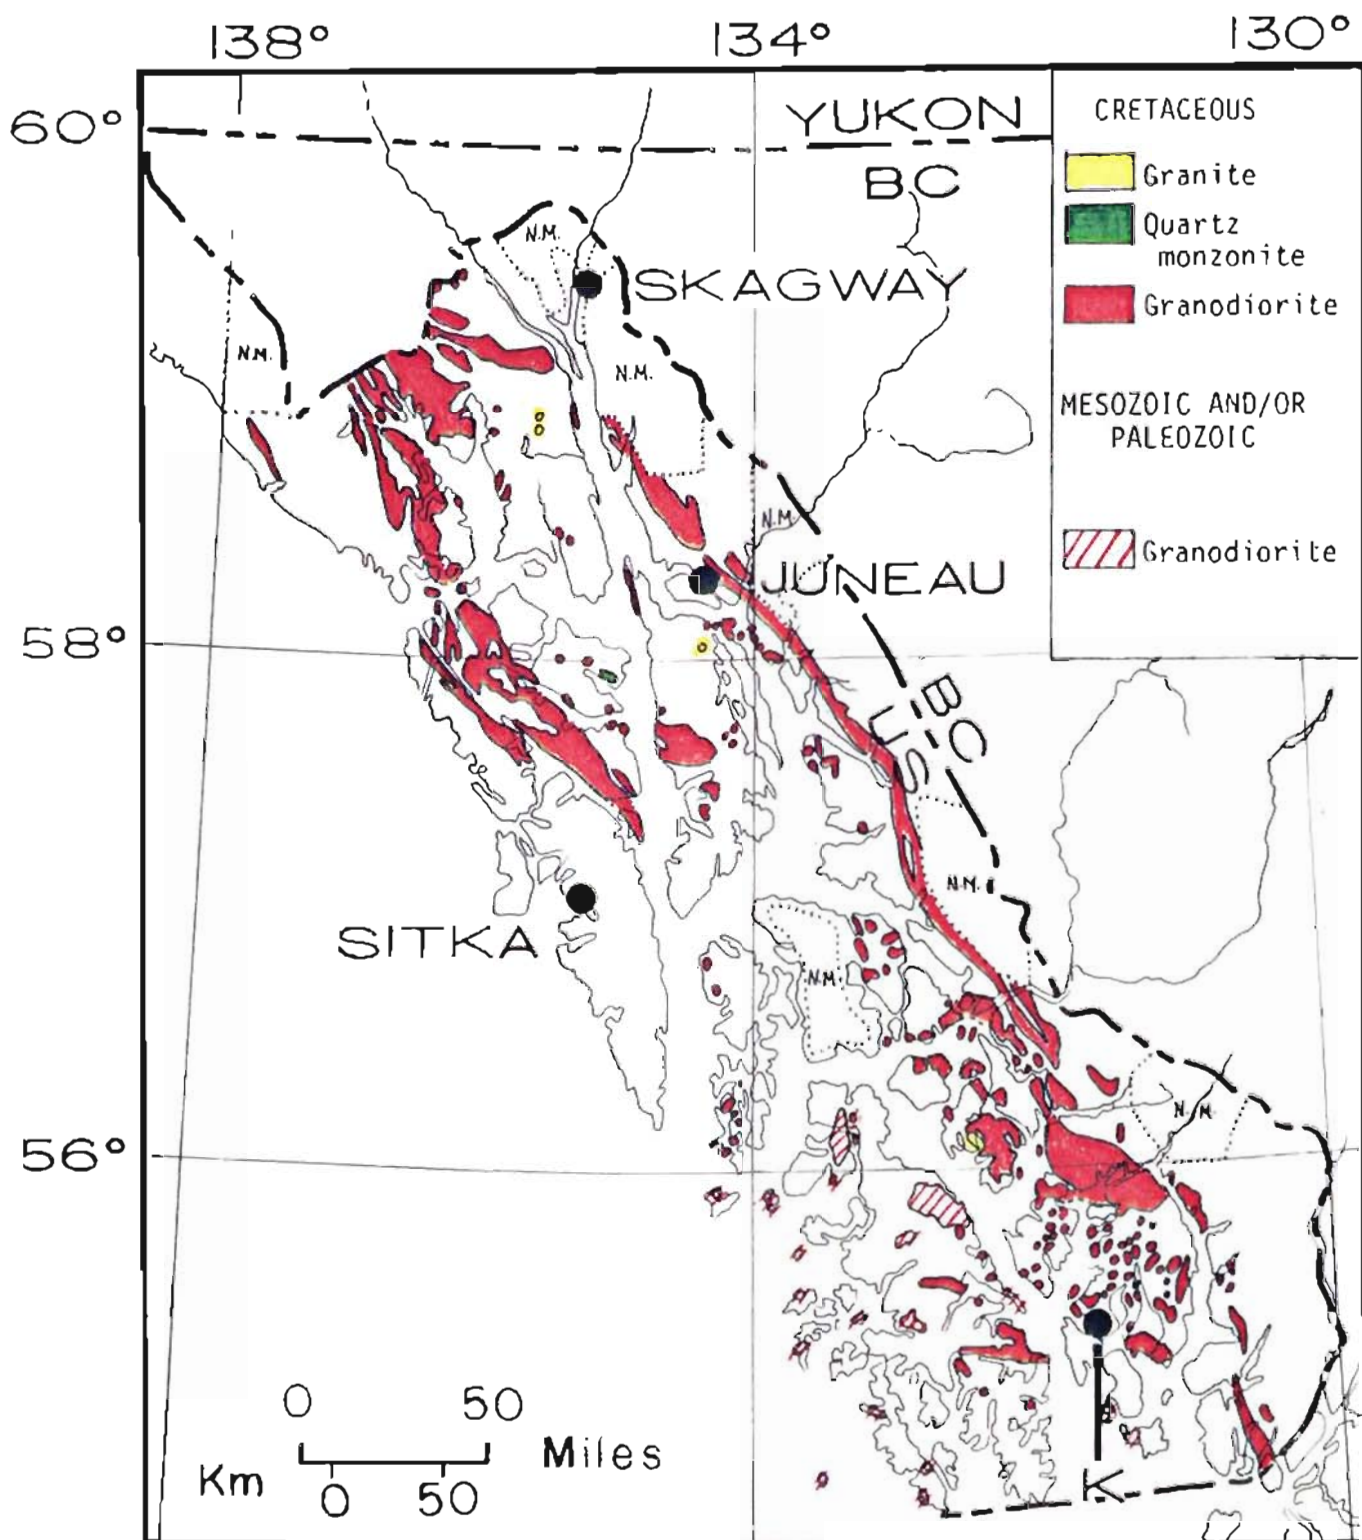 138° 134° 130°
60°
YUKON
BC
CRETACEOUS
Granite
Quartz
monzonite
Granodiorite
MESOZOIC AND/OR
PALEOZOIC
Granodiorite
N.M.
SKAGWAY
N.M.
N.M.
N.M.
JUNEAU
58°
BC
US
N.M.
SITKA
N.M.
56°
N.M.
0 50
Miles
Km
0 50
K